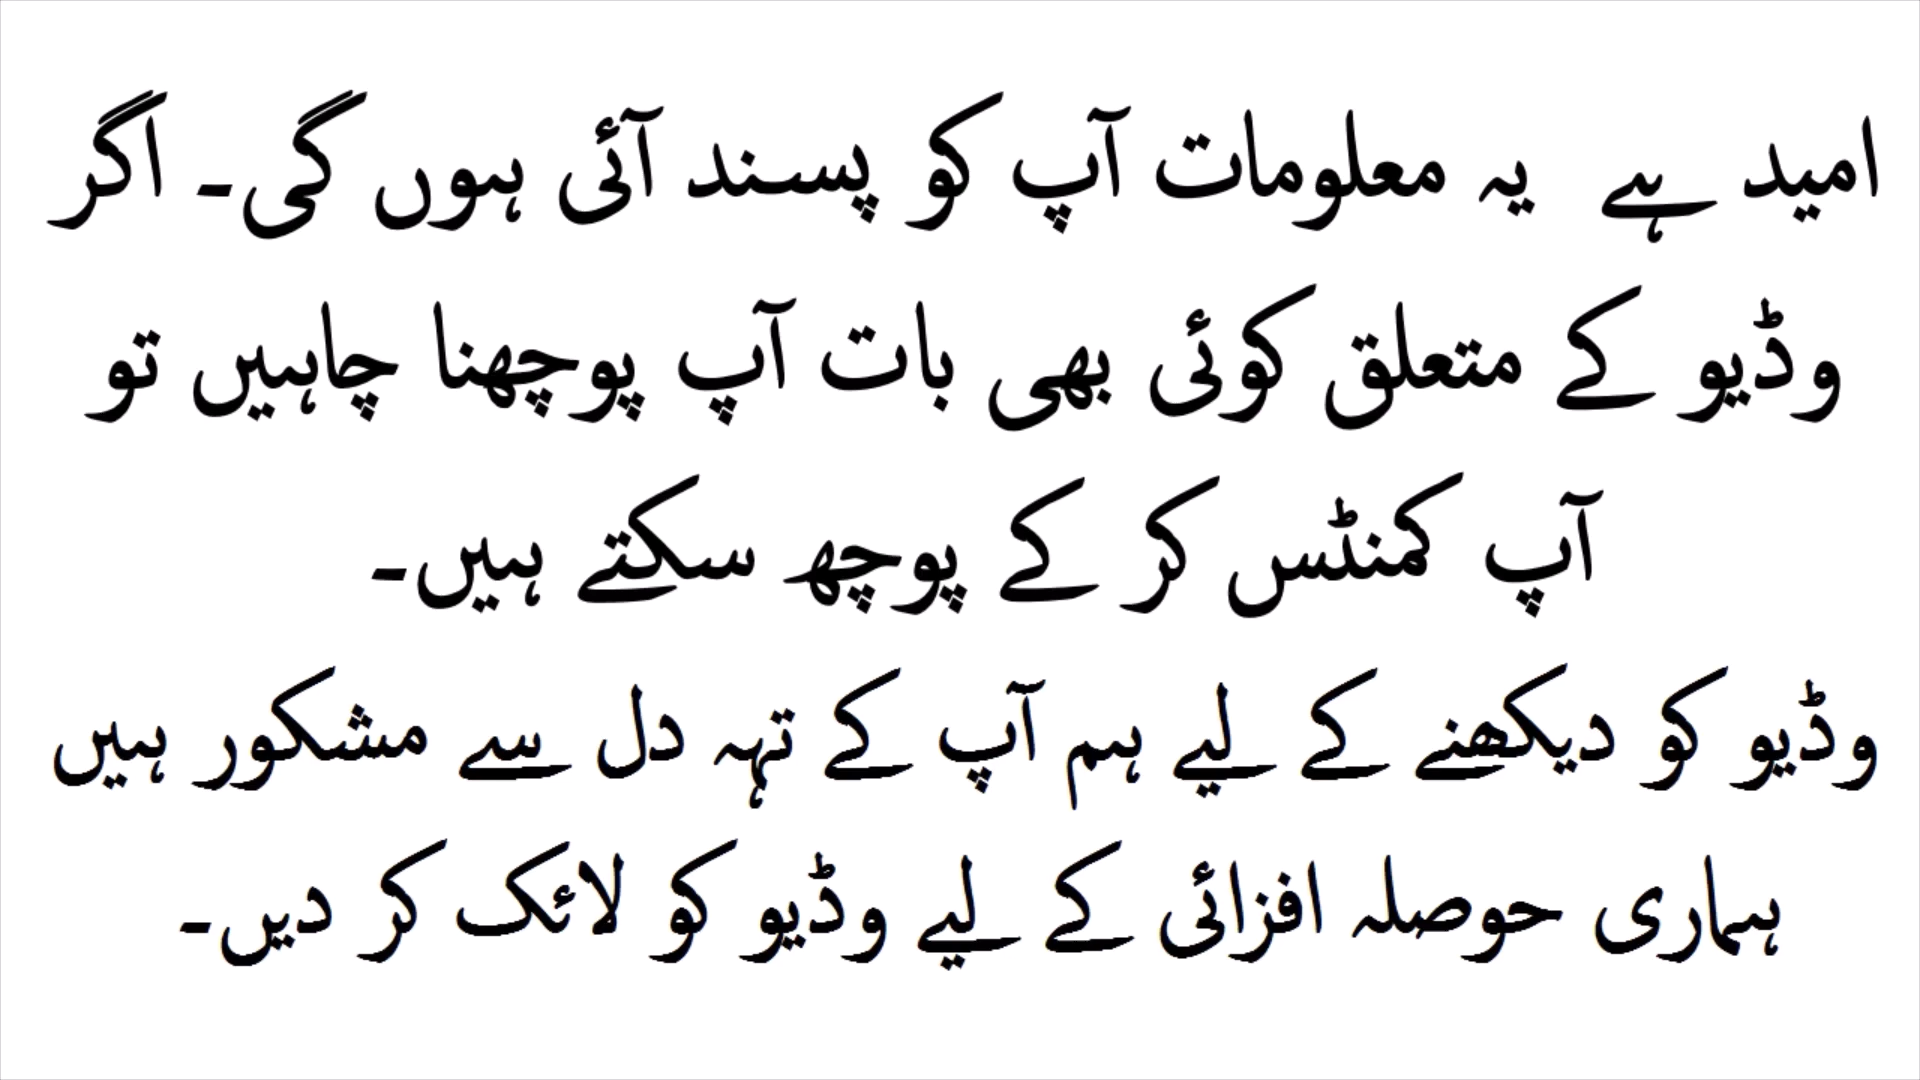 امید ہے یہ معلومات آپ کو پسند آئی ہوں گی۔ اگر
وڈیو کے متعلق کوئی بھی بات آپ پوچھنا چاہیں تو
آپ کمنٹس کر کے پوچھ سکتے ہیں۔
وڈیو کو دیکھنے کے لیے ہم آپ کے تہہ دل سے مشکور ہیں
ہماری حوصلہ افزائی کے لیے وڈیو کو لائک کر دیں۔